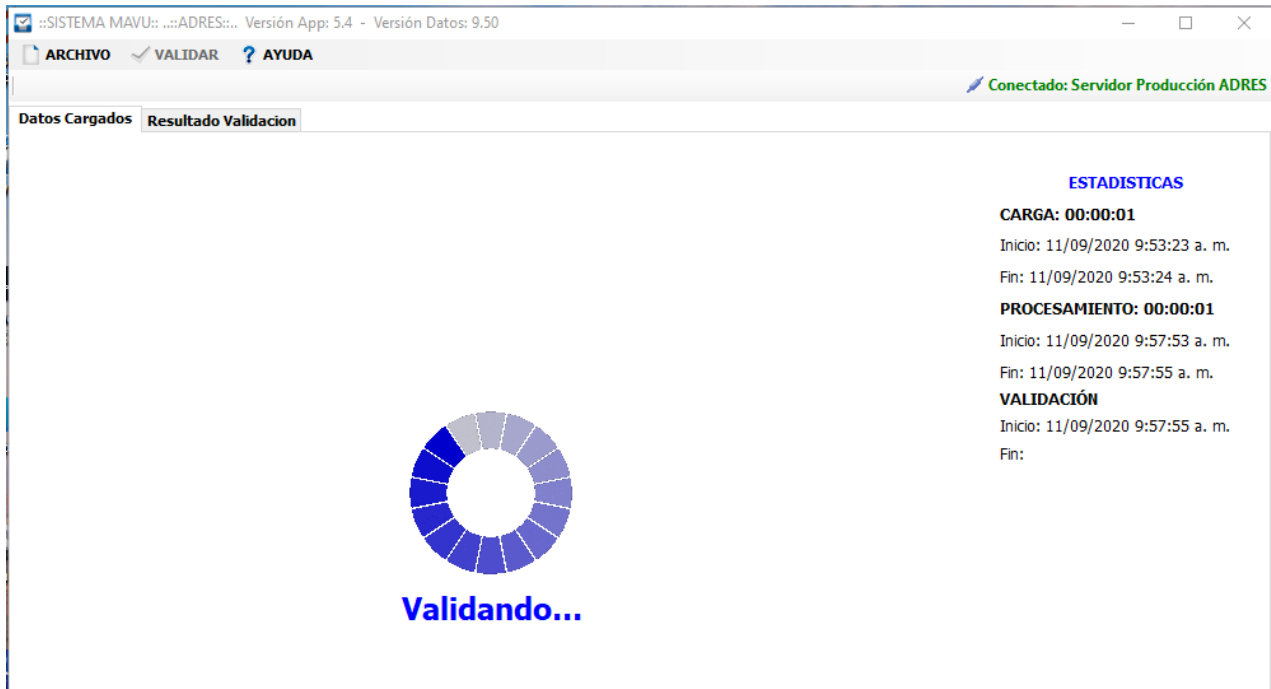 ::SISTEMA MAVU:: ..::ADRES::.. Versión App: 5.4 - Versión Datos: 9.50
ARCHIVO VALIDAR ? AYUDA
Conectado: Servidor Producción ADRES
Datos Cargados Resultado Validacion
ESTADISTICAS
CARGA: 00:00:01
Inicio: 11/09/2020 9:53:23 a. m.
Fin: 11/09/2020 9:53:24 a. m.
PROCESAMIENTO: 00:00:01
Inicio: 11/09/2020 9:57:53 a. m.
Fin: 11/09/2020 9:57:55 a. m.
VALIDACIÓN
Inicio: 11/09/2020 9:57:55 a. m.
Fin:
Validando...